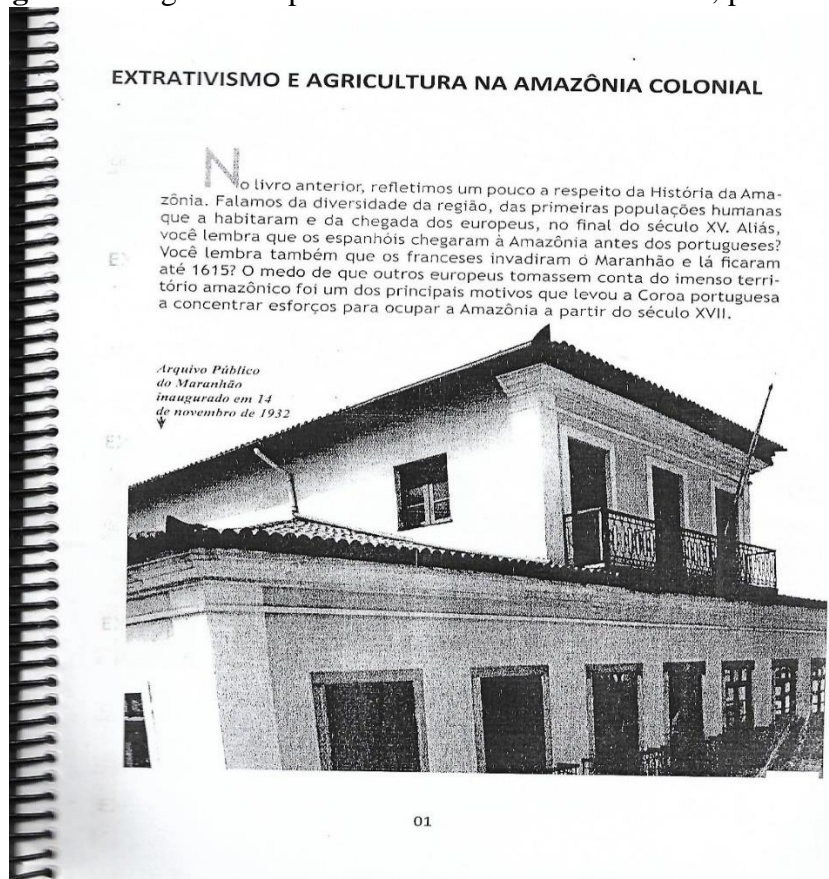 EXTRATIVISMO E AGRICULTURA NA AMAZÔNIA COLONIAL
No livro anterior, refletimos um pouco a respeito da História da Ama-
zônia. Falamos da diversidade da região, das primeiras populações humanas
que a habitaram e da chegada dos europeus, no final do século XV. Aliás,
você lembra que os espanhóis chegaram à Amazônia antes dos portugueses?
Você lembra também que os franceses invadiram o Maranhão e lá ficaram
até 1615? O medo de que outros europeus tomassem conta do imenso terri-
tório amazônico foi um dos principais motivos que levou a Coroa portuguesa
a concentrar esforços para ocupar a Amazônia a partir do século XVII.
Arquivo Público
do Maranhão
inaugurado em 14
de novembro de 1932
01